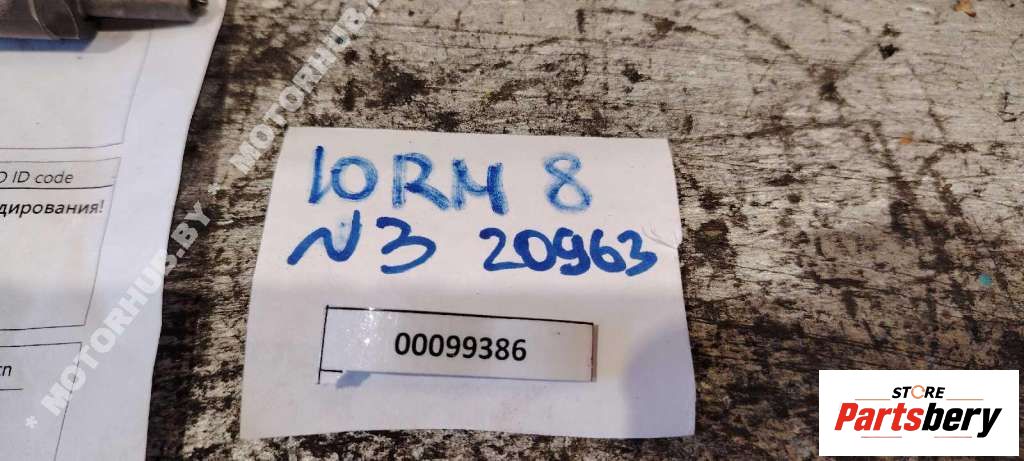 ID code
дирования!
10RM 8
N3 20963
00099386
* MOTORHUB.BY * MOTORHUB.BY
STORE
Partsbery